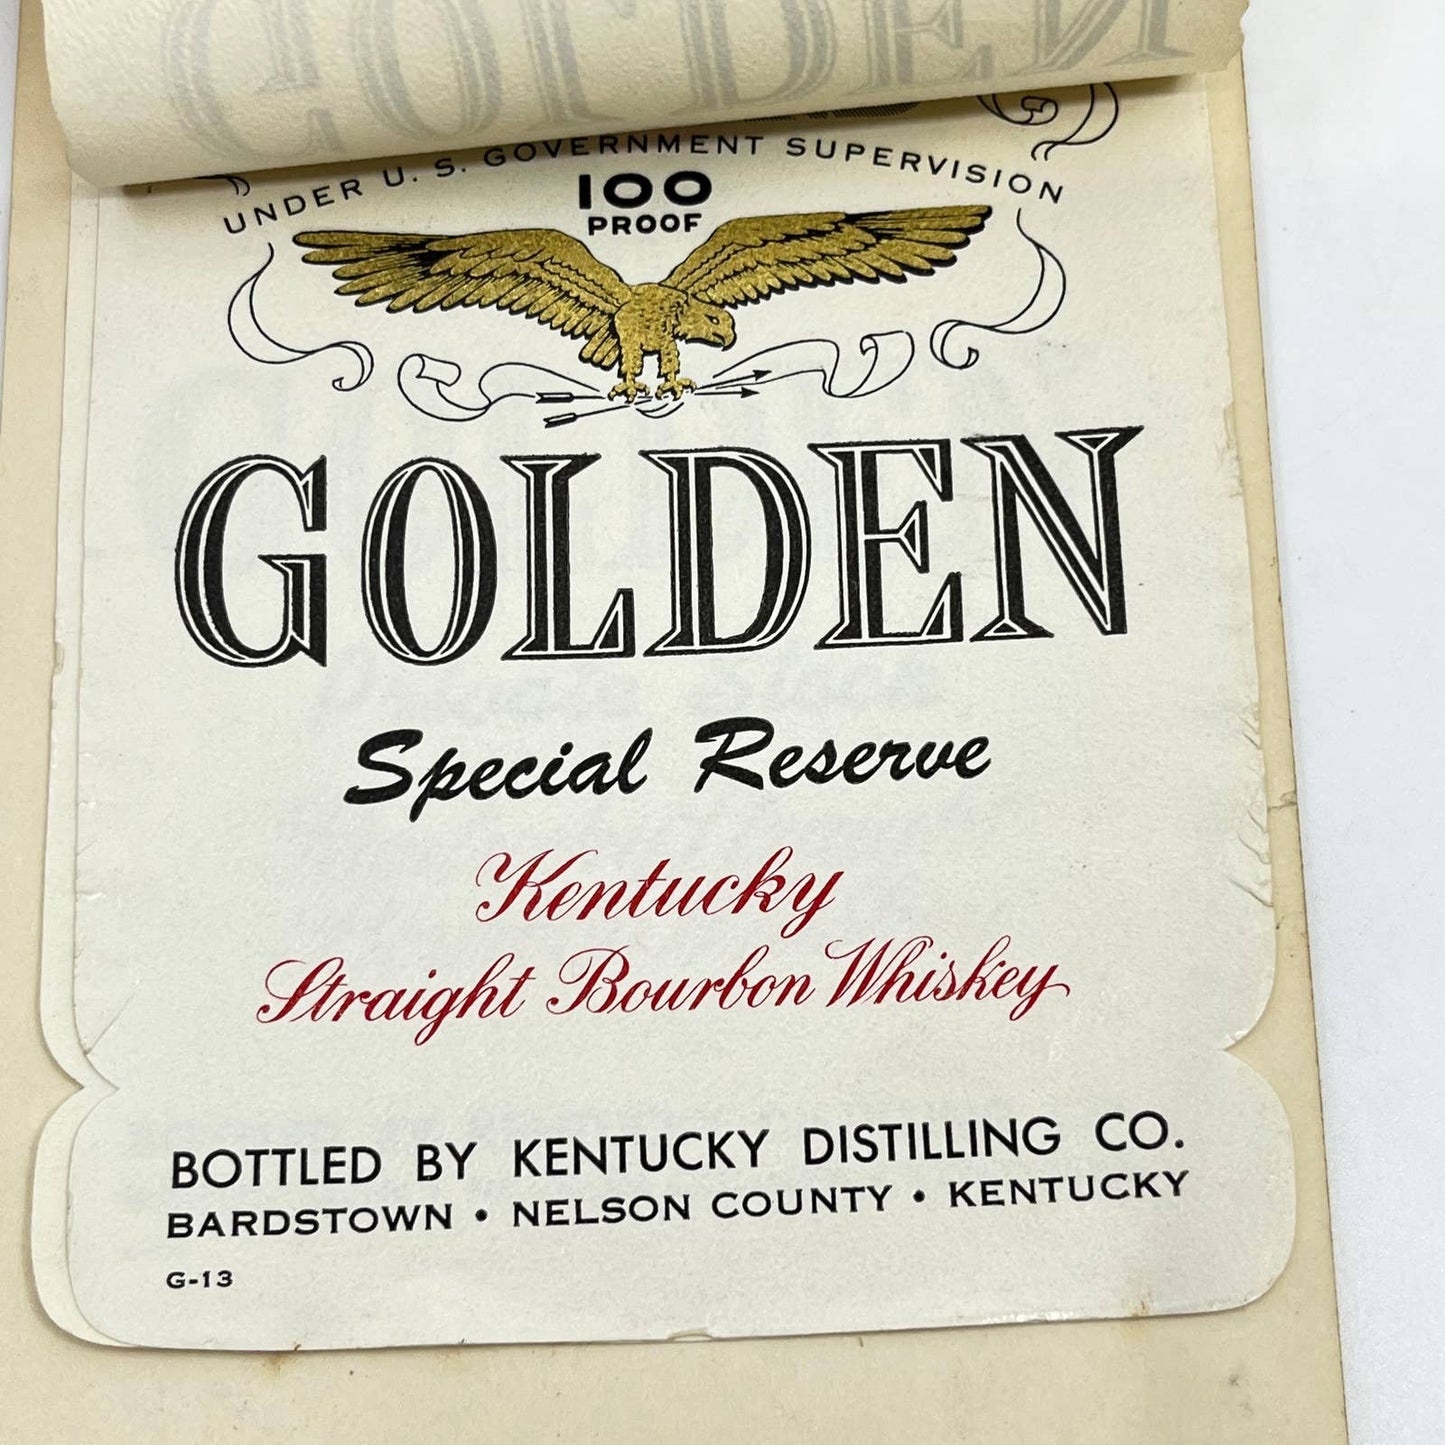 GOLDEN
UNDER U. S. GOVERNMENT SUPERVISION
100
PROOF
GOLDEN
Special Reserve
Kentucky
Straight Bourbon Whiskey
BOTTLED BY KENTUCKY DISTILLING CO.
BARDSTOWN • NELSON COUNTY • KENTUCKY
G-13